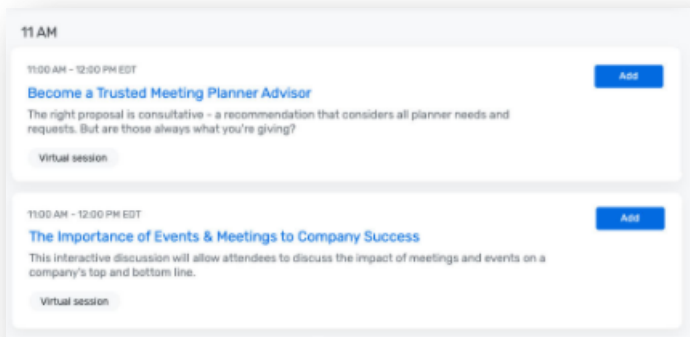 11 AM
11:00 AM - 12:00 PM EDT
Add
Become a Trusted Meeting Planner Advisor
The right proposal is consultative - a recommendation that considers all planner needs and
requests. But are those always what you're giving?
Virtual session
11:00 AM - 12:00 PM EDT
Add
The Importance of Events & Meetings to Company Success
This interactive discussion will allow attendees to discuss the impact of meetings and events on a
company's top and bottom line.
Virtual session